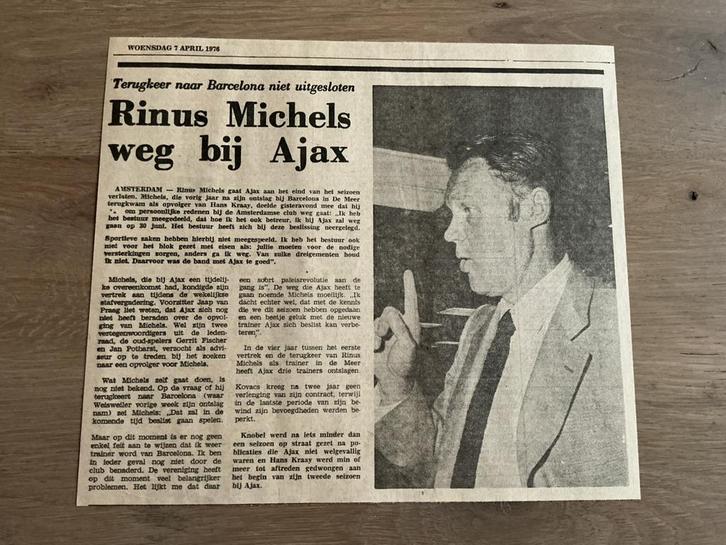 WOENSDAG 7 APRIL 1976
Terugkeer naar Barcelona niet uitgesloten
Rinus Michels
weg bij Ajax
AMSTERDAM — Rinus Michels gaat Ajax aan het eind van het seizoen
verlaten. Michels, die vorig jaar na zijn ontslag bij Barcelona in De Meer
terugkwam als opvolger van Hans Kraay, deelde gisteravond mee dat hij
„ om persoonlijke redenen bij de Amsterdamse club weg gaat: „Ik heb
het bestuur meegedeeld, dat hoe ik het ook betreur, ik bij Ajax zal weg
gaan op 30 juni. Het bestuur heeft zich bij deze beslissing neergelegd.
Sportieve zaken hebben hierbij niet meegespeeld. Ik heb het bestuur ook
niet voor het blok gezet met eisen als: jullie moeten voor de nodige
versterkingen zorgen, anders ga ik weg. Van zulke dreigementen houd
ik niet. Daarvoor was de band met Ajax te goed".
Michels, die bij Ajax een tijdelij-
ke overeenkomst had, kondigde zijn
vertrek aan tijdens de wekelijkse
stafvergadering. Voorzitter Jaap van
Praag liet weten, dat Ajax zich nog
niet heeft beraden over de opvol-
ging van Michels. Wel zijn twee
vertegenwoordigers uit de leden-
raad, de oud-spelers Gerrit Fischer
en Jan Potharst, verzocht als advi-
seur op te treden bij het zoeken
naar een opvolger voor Michels.
Wat Michels zelf gaat doen, is
nog niet bekend. Op de vraag of hij
terugkeert naar Barcelona (waar
Weisweiler vorige week zijn ontslag
nam) zei Michels: „Dat zal in de
komende tijd beslist gaan spelen.
Maar op dit moment is er nog geen
enkel feit aan te wijzen dat ik weer
trainer word van Barcelona. Ik ben
in ieder geval nog niet door de
club benaderd. De vereniging heeft
op dit moment veel belangrijker
problemen. Het lijkt me dat daar
een soort paleisrevolutie aan de
gang is". De weg die Ajax heeft te
gaan noemde Michels moeilijk. „Ik
dacht echter wel, dat met de kennis
die we dit seizoen hebben opgedaan
en een beetje geluk met de nieuwe
trainer Ajax zich beslist kan verbe-
teren".
In de vier jaar tussen het eerste
vertrek en de terugkeer van Rinus
Michels als trainer in de Meer
heeft Ajax drie trainers ontslagen.
Kovacs kreeg na twee jaar geen
verlenging van zijn contract, terwijl
in de laatste periode van zijn be-
wind zijn bevoegdheden werden be-
perkt.
Knobel werd na iets minder dan
een seizoen op straat gezet na pu-
blicaties die Ajax niet welgevallig
waren en Hans Kraay werd min of
meer tot aftreden gedwongen aan
het begin van zijn tweede seizoen
bij Ajax.